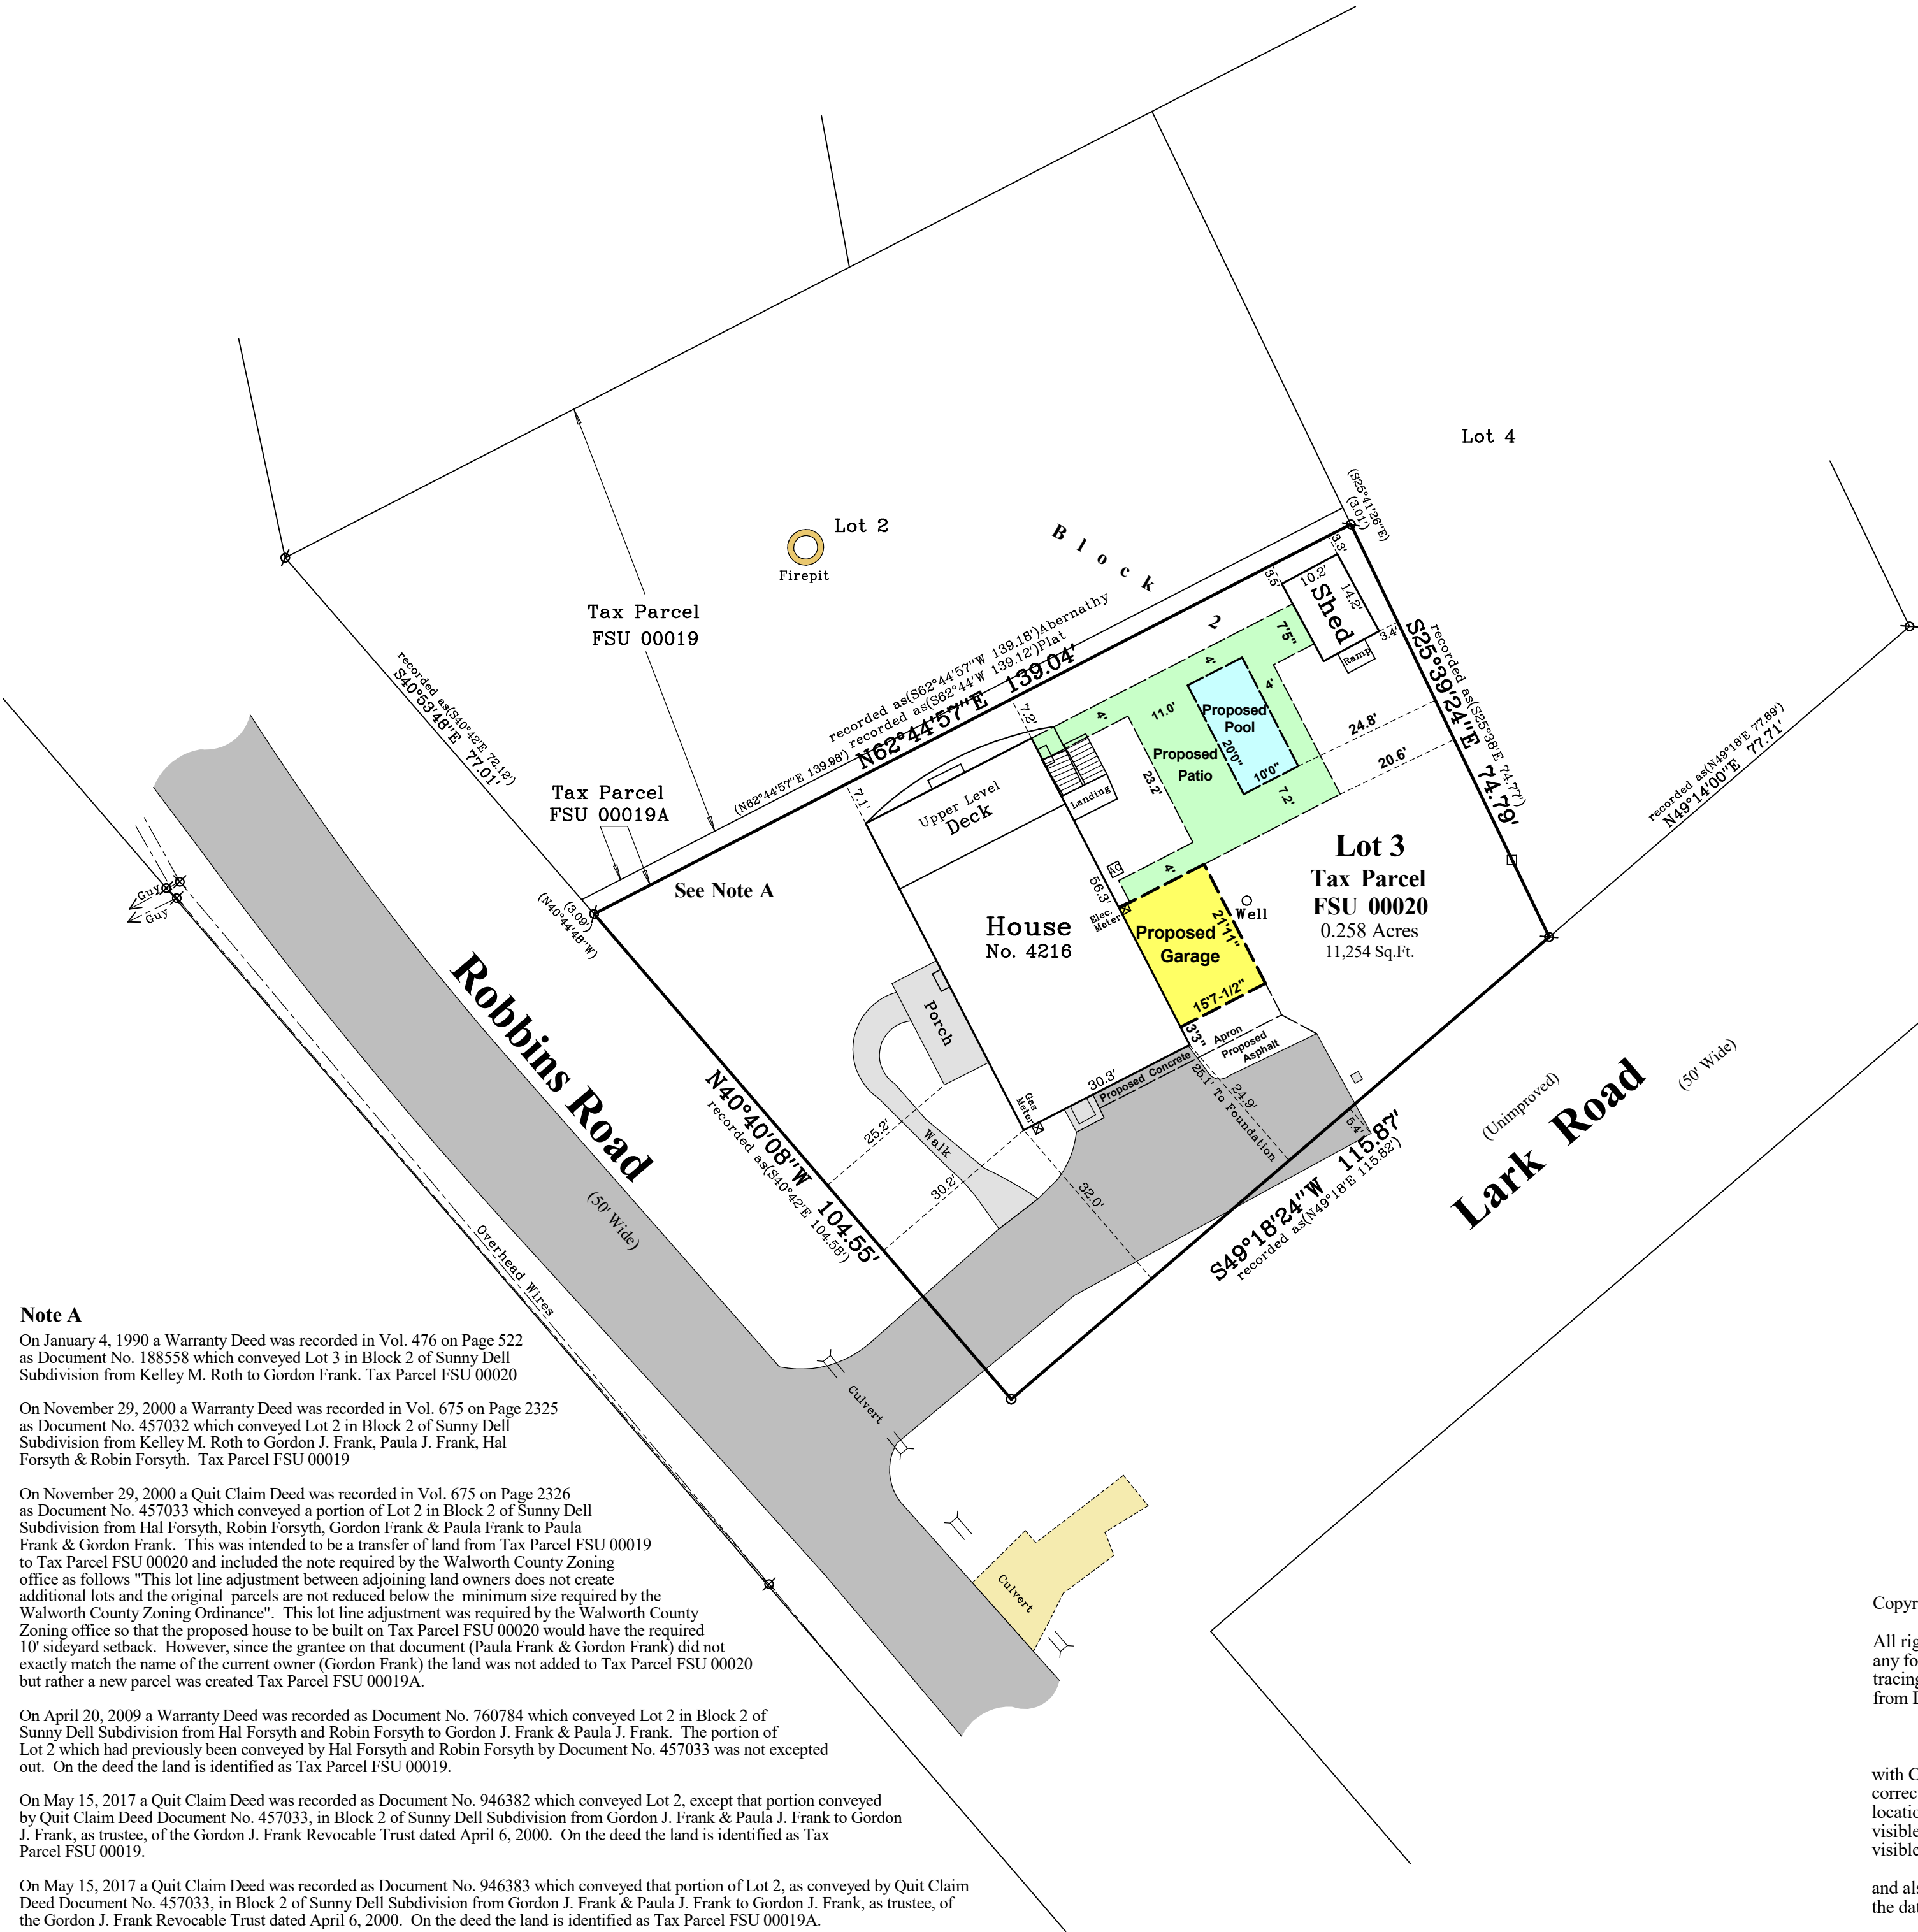 Lot 4
(S25°41'26"E)
(3.01')
Lot 2
Firepit
Block 2
Tax Parcel
FSU 00019
recorded as(S40°42'E 72.12')
S40°53'48"E 77.01'
Tax Parcel
FSU 00019A
recorded as(S62°44'57"W 139.18')Abernathy
recorded as(S62°44'W 139.12')Plat
(N62°44'57"E 139.98')
N62°44'57"E 139.04'
See Note A
(3.09')
(N40°44'48"W)
3.3'
3.5'
10.2'
14.2'
Shed
3.4'
Ramp
7'5"
4'
4'
4'
11.0'
Proposed
Pool
20'0"
10'0"
Proposed
Patio
23.2'
7.2'
4'
24.8'
20.6'
recorded as(S25°38'E 74.77')
S25°39'24"E 74.79'
recorded as(N49°18'E 77.69')
N49°14'00"E 77.71'
7.2'
7.1'
Upper Level
Deck
Landing
AC
56.3'
Elec.
Meter
House
No. 4216
Proposed
Garage
21'11"
15'7-1/2"
Well
Lot 3
Tax Parcel
FSU 00020
0.258 Acres
11,254 Sq.Ft.
3'3"
Apron
Proposed
Asphalt
Proposed Concrete
30.3'
Gas
Meter
Porch
Walk
25.2'
30.2'
32.0'
25.1' To Foundation
24.9'
5.4'
Guy
Guy
Robbins Road
(50' Wide)
Overhead Wires
N40°40'08"W 104.55'
recorded as(S40°42'E 104.58')
S49°18'24"W 115.87'
recorded as(N49°18'E 115.82')
(Unimproved)
Lark Road
(50' Wide)
Culvert
Culvert
Note A
On January 4, 1990 a Warranty Deed was recorded in Vol. 476 on Page 522
as Document No. 188558 which conveyed Lot 3 in Block 2 of Sunny Dell
Subdivision from Kelley M. Roth to Gordon Frank. Tax Parcel FSU 00020
On November 29, 2000 a Warranty Deed was recorded in Vol. 675 on Page 2325
as Document No. 457032 which conveyed Lot 2 in Block 2 of Sunny Dell
Subdivision from Kelley M. Roth to Gordon J. Frank, Paula J. Frank, Hal
Forsyth & Robin Forsyth. Tax Parcel FSU 00019
On November 29, 2000 a Quit Claim Deed was recorded in Vol. 675 on Page 2326
as Document No. 457033 which conveyed a portion of Lot 2 in Block 2 of Sunny Dell
Subdivision from Hal Forsyth, Robin Forsyth, Gordon Frank & Paula Frank to Paula
Frank & Gordon Frank. This was intended to be a transfer of land from Tax Parcel FSU 00019
to Tax Parcel FSU 00020 and included the note required by the Walworth County Zoning
office as follows "This lot line adjustment between adjoining land owners does not create
additional lots and the original parcels are not reduced below the minimum size required by the
Walworth County Zoning Ordinance". This lot line adjustment was required by the Walworth County
Zoning office so that the proposed house to be built on Tax Parcel FSU 00020 would have the required
10' sideyard setback. However, since the grantee on that document (Paula Frank & Gordon Frank) did not
exactly match the name of the current owner (Gordon Frank) the land was not added to Tax Parcel FSU 00020
but rather a new parcel was created Tax Parcel FSU 00019A.
On April 20, 2009 a Warranty Deed was recorded as Document No. 760784 which conveyed Lot 2 in Block 2 of
Sunny Dell Subdivision from Hal Forsyth and Robin Forsyth to Gordon J. Frank & Paula J. Frank. The portion of
Lot 2 which had previously been conveyed by Hal Forsyth and Robin Forsyth by Document No. 457033 was not excepted
out. On the deed the land is identified as Tax Parcel FSU 00019.
On May 15, 2017 a Quit Claim Deed was recorded as Document No. 946382 which conveyed Lot 2, except that portion conveyed
by Quit Claim Deed Document No. 457033, in Block 2 of Sunny Dell Subdivision from Gordon J. Frank & Paula J. Frank to Gordon
J. Frank, as trustee, of the Gordon J. Frank Revocable Trust dated April 6, 2000. On the deed the land is identified as Tax
Parcel FSU 00019.
On May 15, 2017 a Quit Claim Deed was recorded as Document No. 946383 which conveyed that portion of Lot 2, as conveyed by Quit Claim
Deed Document No. 457033, in Block 2 of Sunny Dell Subdivision from Gordon J. Frank & Paula J. Frank to Gordon J. Frank, as trustee, of
the Gordon J. Frank Revocable Trust dated April 6, 2000. On the deed the land is identified as Tax Parcel FSU 00019A.
Copyr
All rig
any fo
tracing
from
with C
correc
locatio
visible
visible
and al
the dat